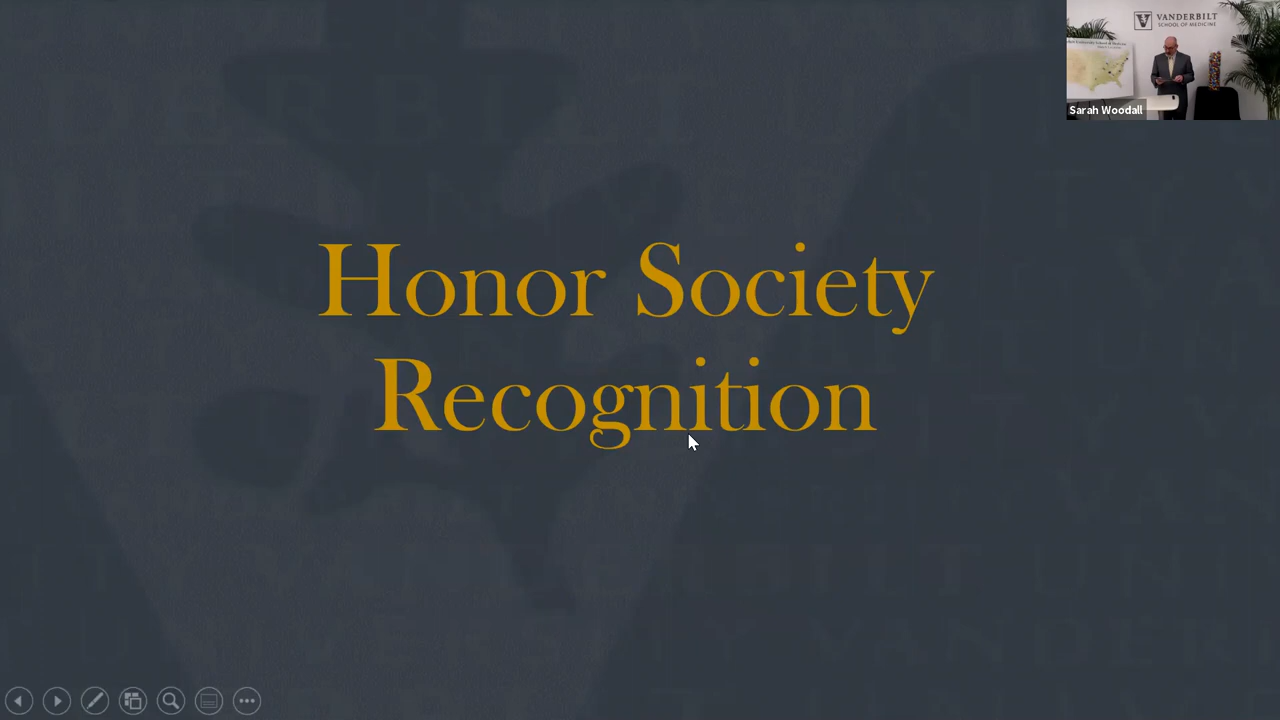 Honor Society
Recognition
VANDERBILT
SCHOOL OF MEDICINE
Sarah Woodall